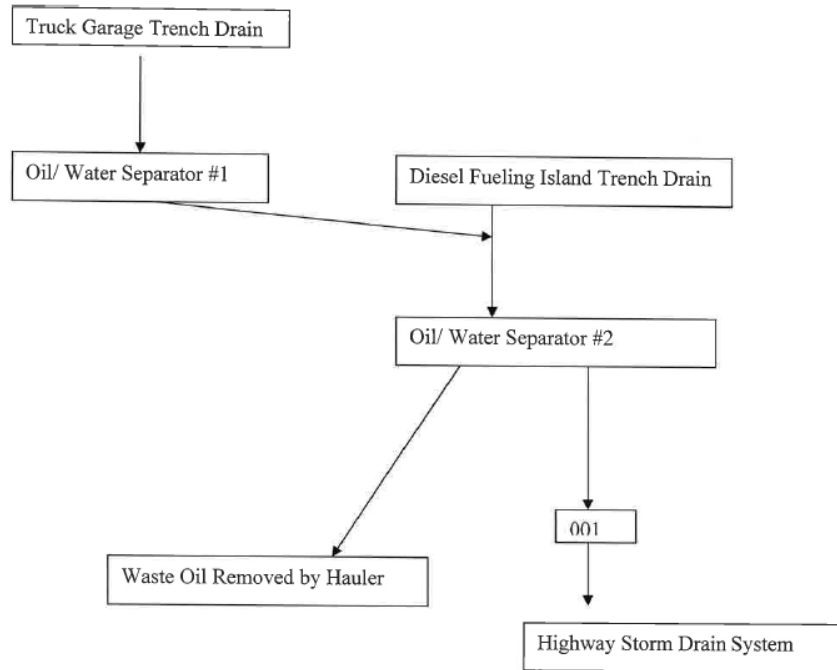 Truck Garage Trench Drain
Oil/ Water Separator #1
Diesel Fueling Island Trench Drain
Oil/ Water Separator #2
001
Waste Oil Removed by Hauler
Highway Storm Drain System